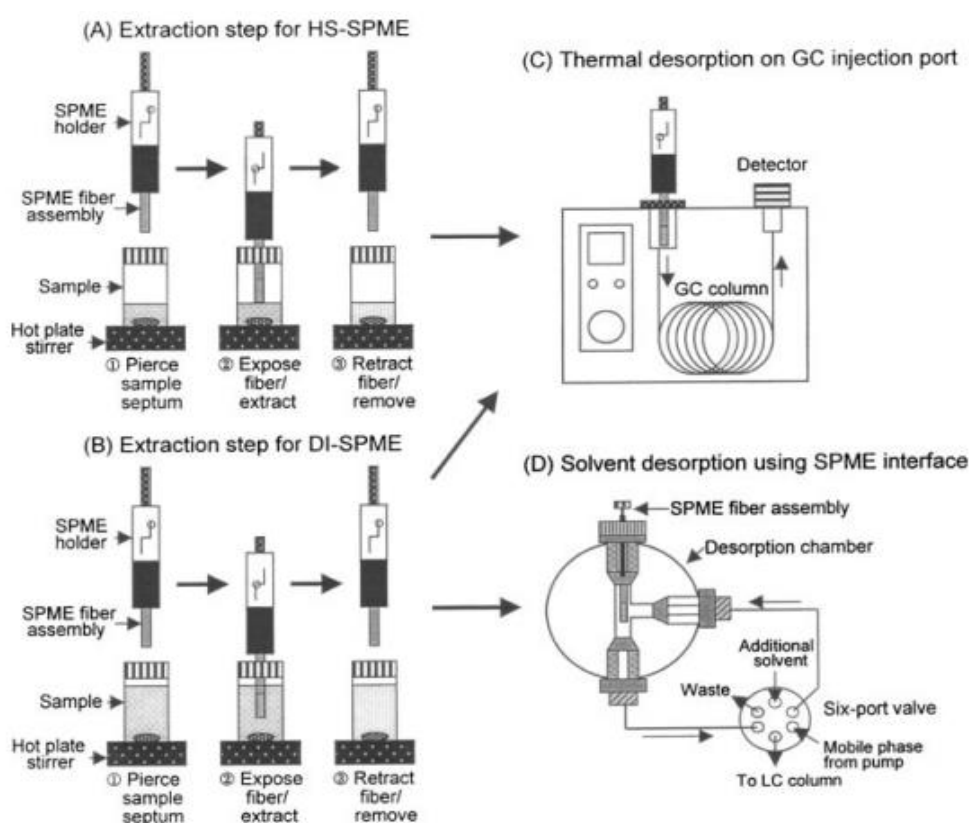 (A) Extraction step for HS-SPME
SPME
holder
SPME fiber
assembly
Sample
Hot plate
stirrer
① Pierce
sample
septum
② Expose
fiber/
extract
③ Retract
fiber/
remove
(B) Extraction step for DI-SPME
SPME
holder
SPME fiber
assembly
Sample
Hot plate
stirrer
① Pierce
sample
septum
② Expose
fiber/
extract
③ Retract
fiber/
remove
(C) Thermal desorption on GC injection port
Detector
GC column
(D) Solvent desorption using SPME interface
SPME fiber assembly
Desorption chamber
Additional
solvent
Waste
Six-port valve
Mobile phase
from pump
To LC column